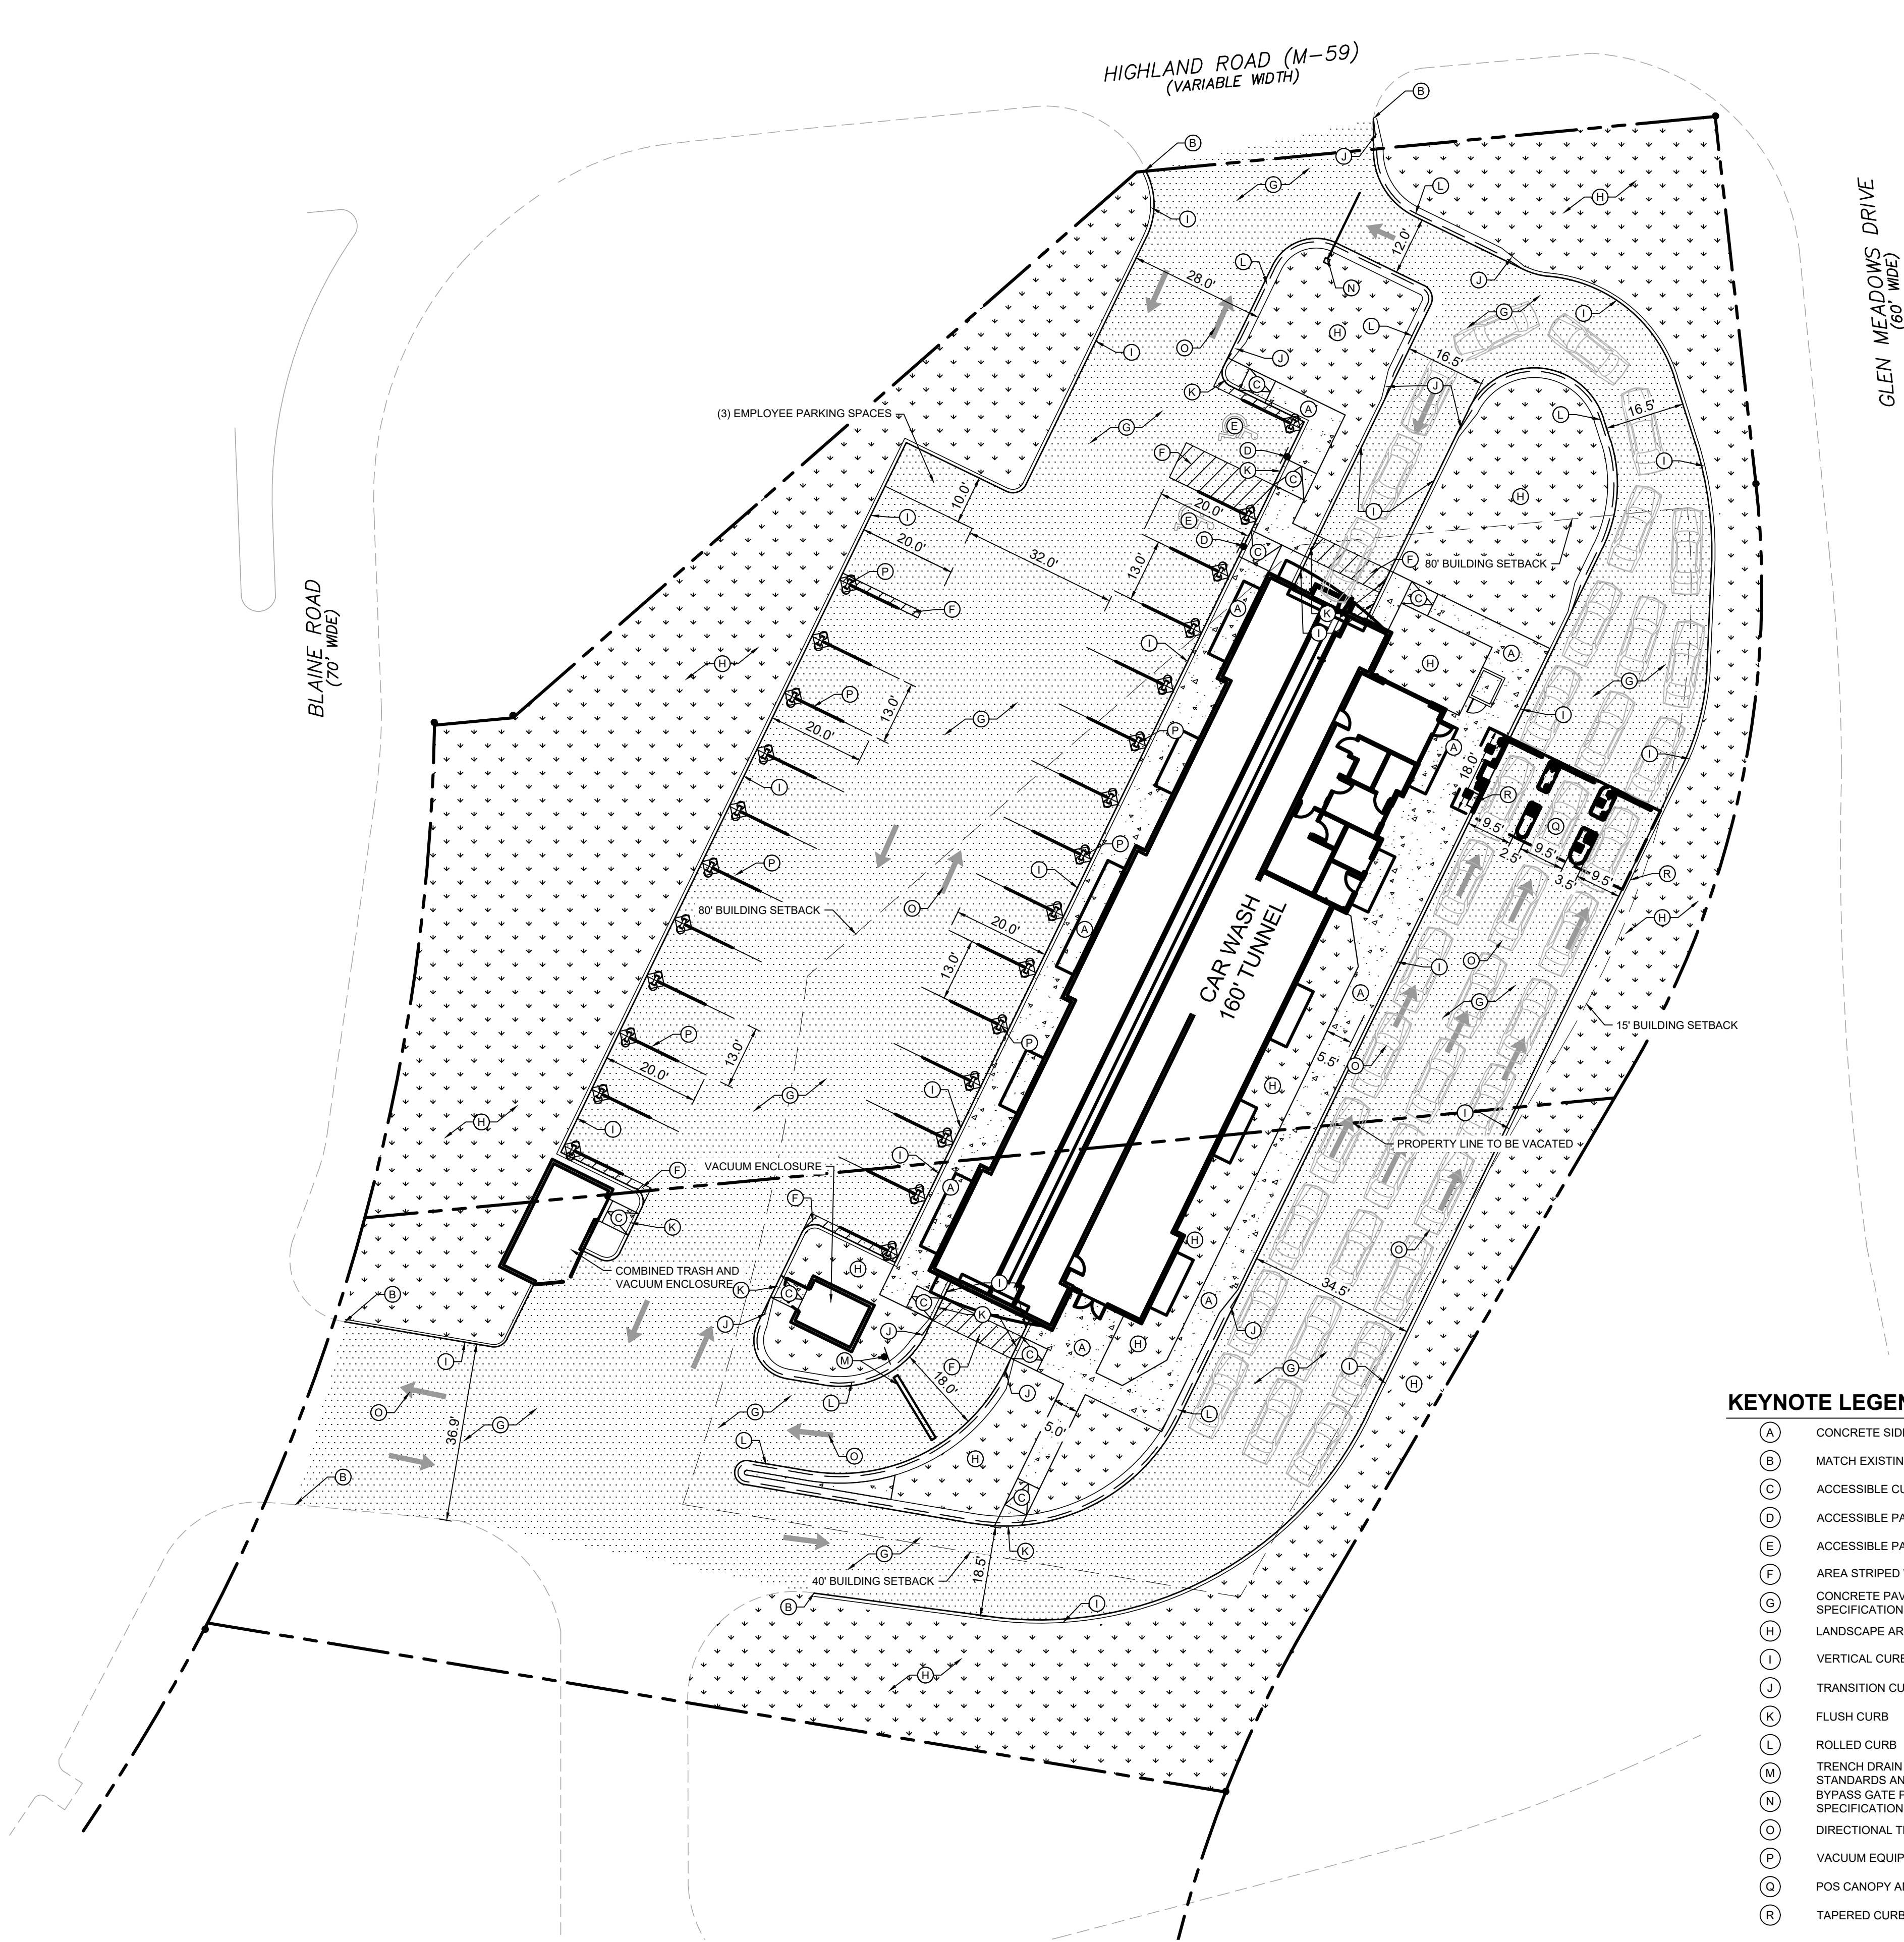 HIGHLAND ROAD (M-59)
(VARIABLE WIDTH)
GLEN MEADOWS DRIVE
(60' WIDE)
BLAINE ROAD
(70' WIDE)
B
B
J
G
L
H
I
12.0'
L
J
28.0'
N
G
I
H
L
O
I
J
16.5'
K
C
J
(3) EMPLOYEE PARKING SPACES
A
L
16.5'
G
E
D
F
K
I
C
10.0'
H
20.0'
I
E
I
D
20.0'
32.0'
C
13.0'
F
80' BUILDING SETBACK
P
C
F
A
K
I
I
A
H
H
G
P
13.0'
I
G
20.0'
P
A
I
18.0'
I
R
9.5'
Q
2.5'
9.5'
3.5'
9.5'
R
P
P
I
80' BUILDING SETBACK
O
20.0'
A
H
CAR WASH
160' TUNNEL
13.0'
O
I
A
G
15' BUILDING SETBACK
P
P
13.0'
5.5'
O
20.0'
H
G
I
I
H
I
PROPERTY LINE TO BE VACATED
I
VACUUM ENCLOSURE
F
A
F
C
K
H
O
COMBINED TRASH AND
VACUUM ENCLOSURE
H
I
34.5'
K
C
C
A
B
K
J
J
J
A
H
I
M
F
C
G
I
18.0'
J
H
L
O
G
G
L
5.0'
36.9'
L
O
H
B
C
K
G
18.5'
40' BUILDING SETBACK
B
I
H
KEYNOTE LEGEN
A CONCRETE SID
B MATCH EXISTIN
C ACCESSIBLE CU
D ACCESSIBLE PA
E ACCESSIBLE PA
F AREA STRIPED
G CONCRETE PAV
SPECIFICATION
H LANDSCAPE AR
I VERTICAL CURB
J TRANSITION CU
K FLUSH CURB
L ROLLED CURB
M TRENCH DRAIN
STANDARDS AN
N BYPASS GATE P
SPECIFICATION
O DIRECTIONAL T
P VACUUM EQUIP
Q POS CANOPY A
R TAPERED CURB